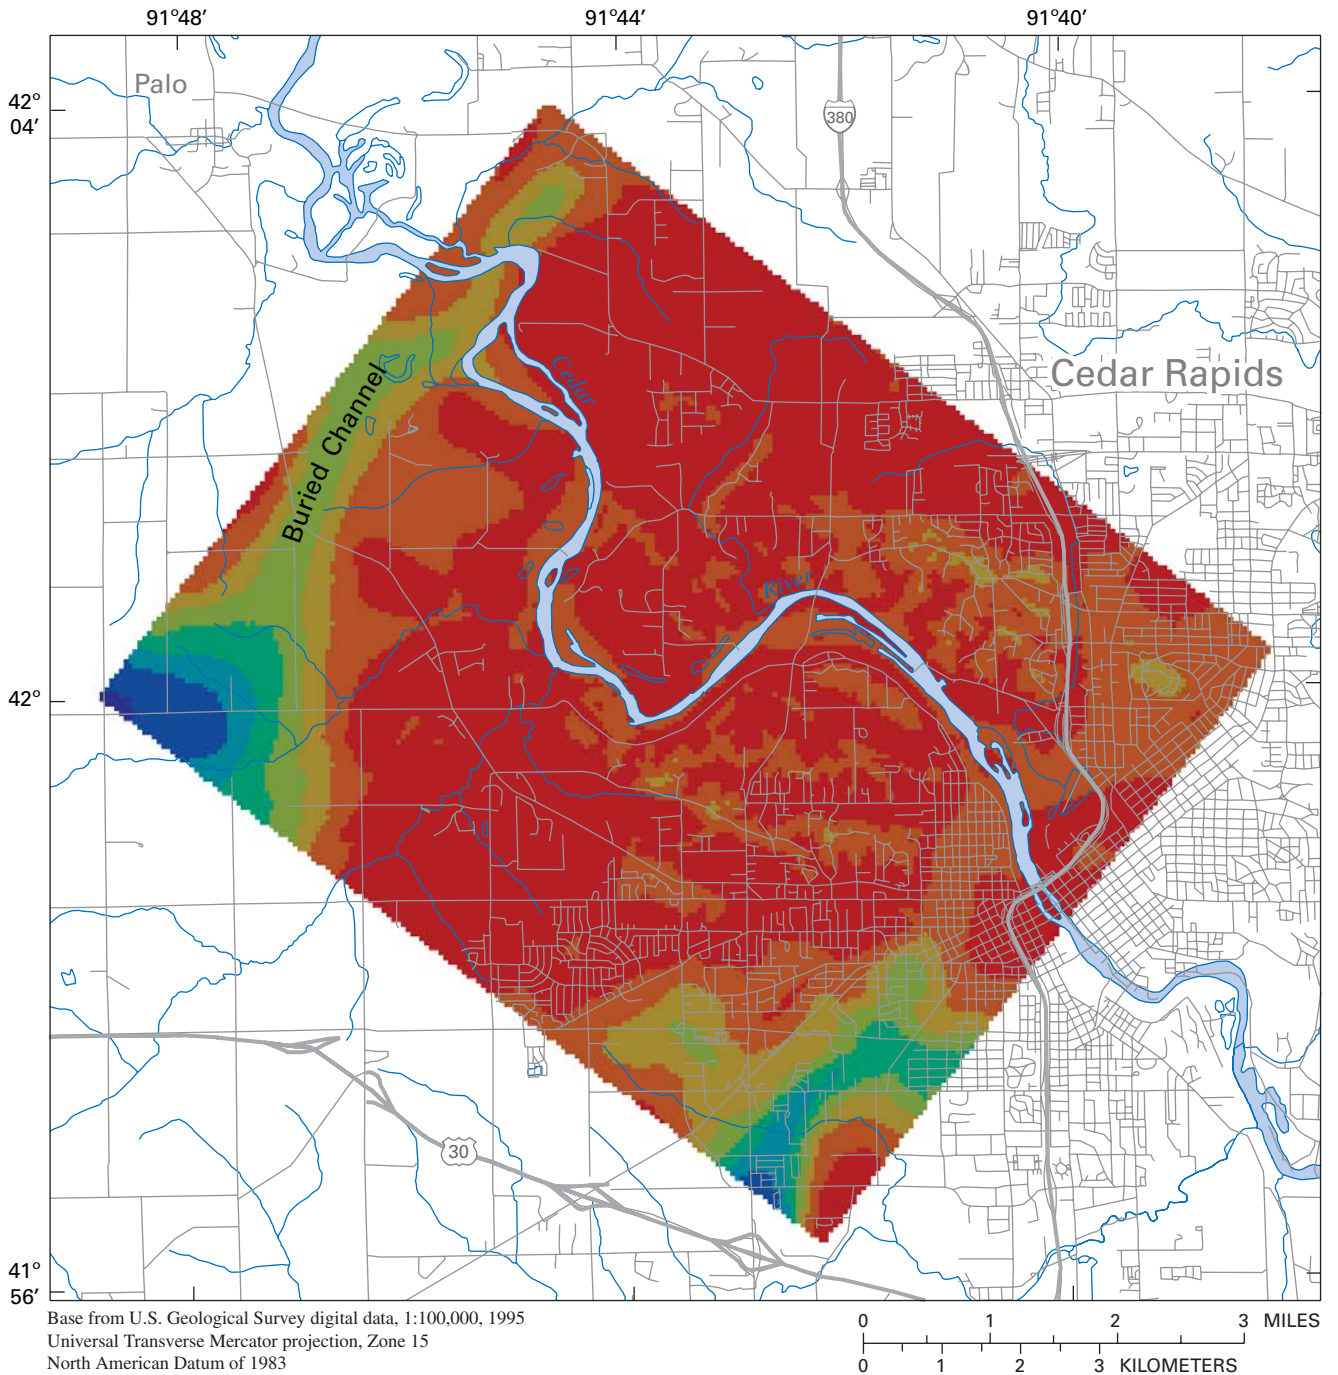 91°48′ 91°44′ 91°40′
Palo
42°
04′
380
Cedar Rapids
Cedar
Buried Channel
River
42°
30
41°
56′
Base from U.S. Geological Survey digital data, 1:100,000, 1995
Universal Transverse Mercator projection, Zone 15
North American Datum of 1983
0 1 2 3 MILES
0 1 2 3 KILOMETERS